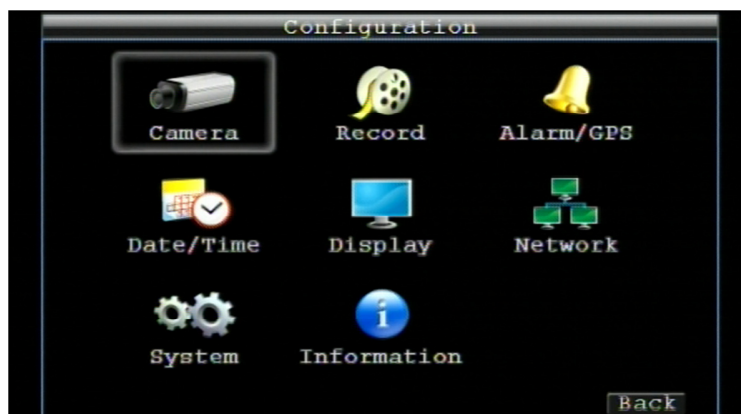 Configuration
Camera Record Alarm/GPS
Date/Time Display Network
System Information
Back